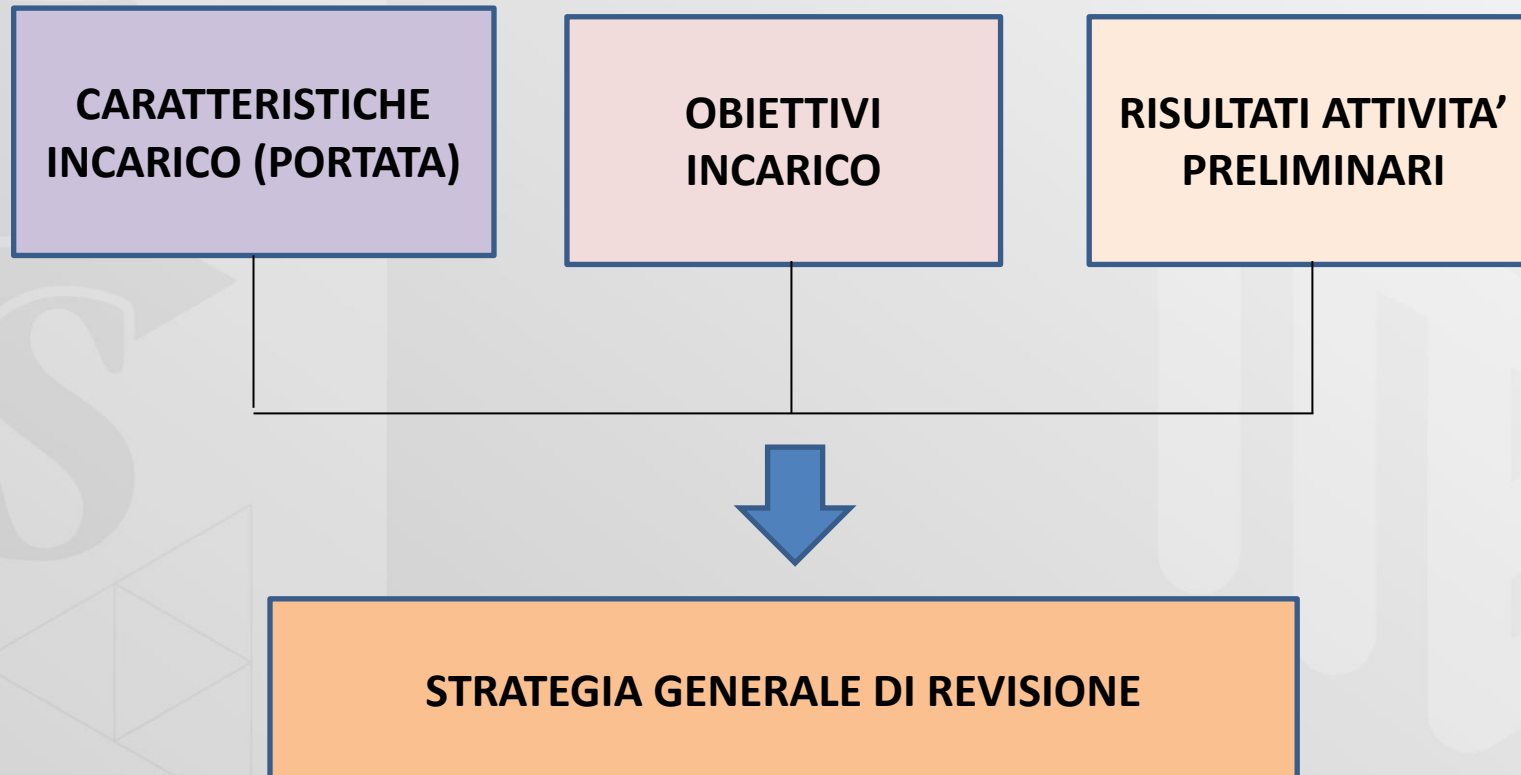 CARATTERISTICHE
INCARICO (PORTATA)
OBIETTIVI
INCARICO
RISULTATI ATTIVITA’
PRELIMINARI
STRATEGIA GENERALE DI REVISIONE